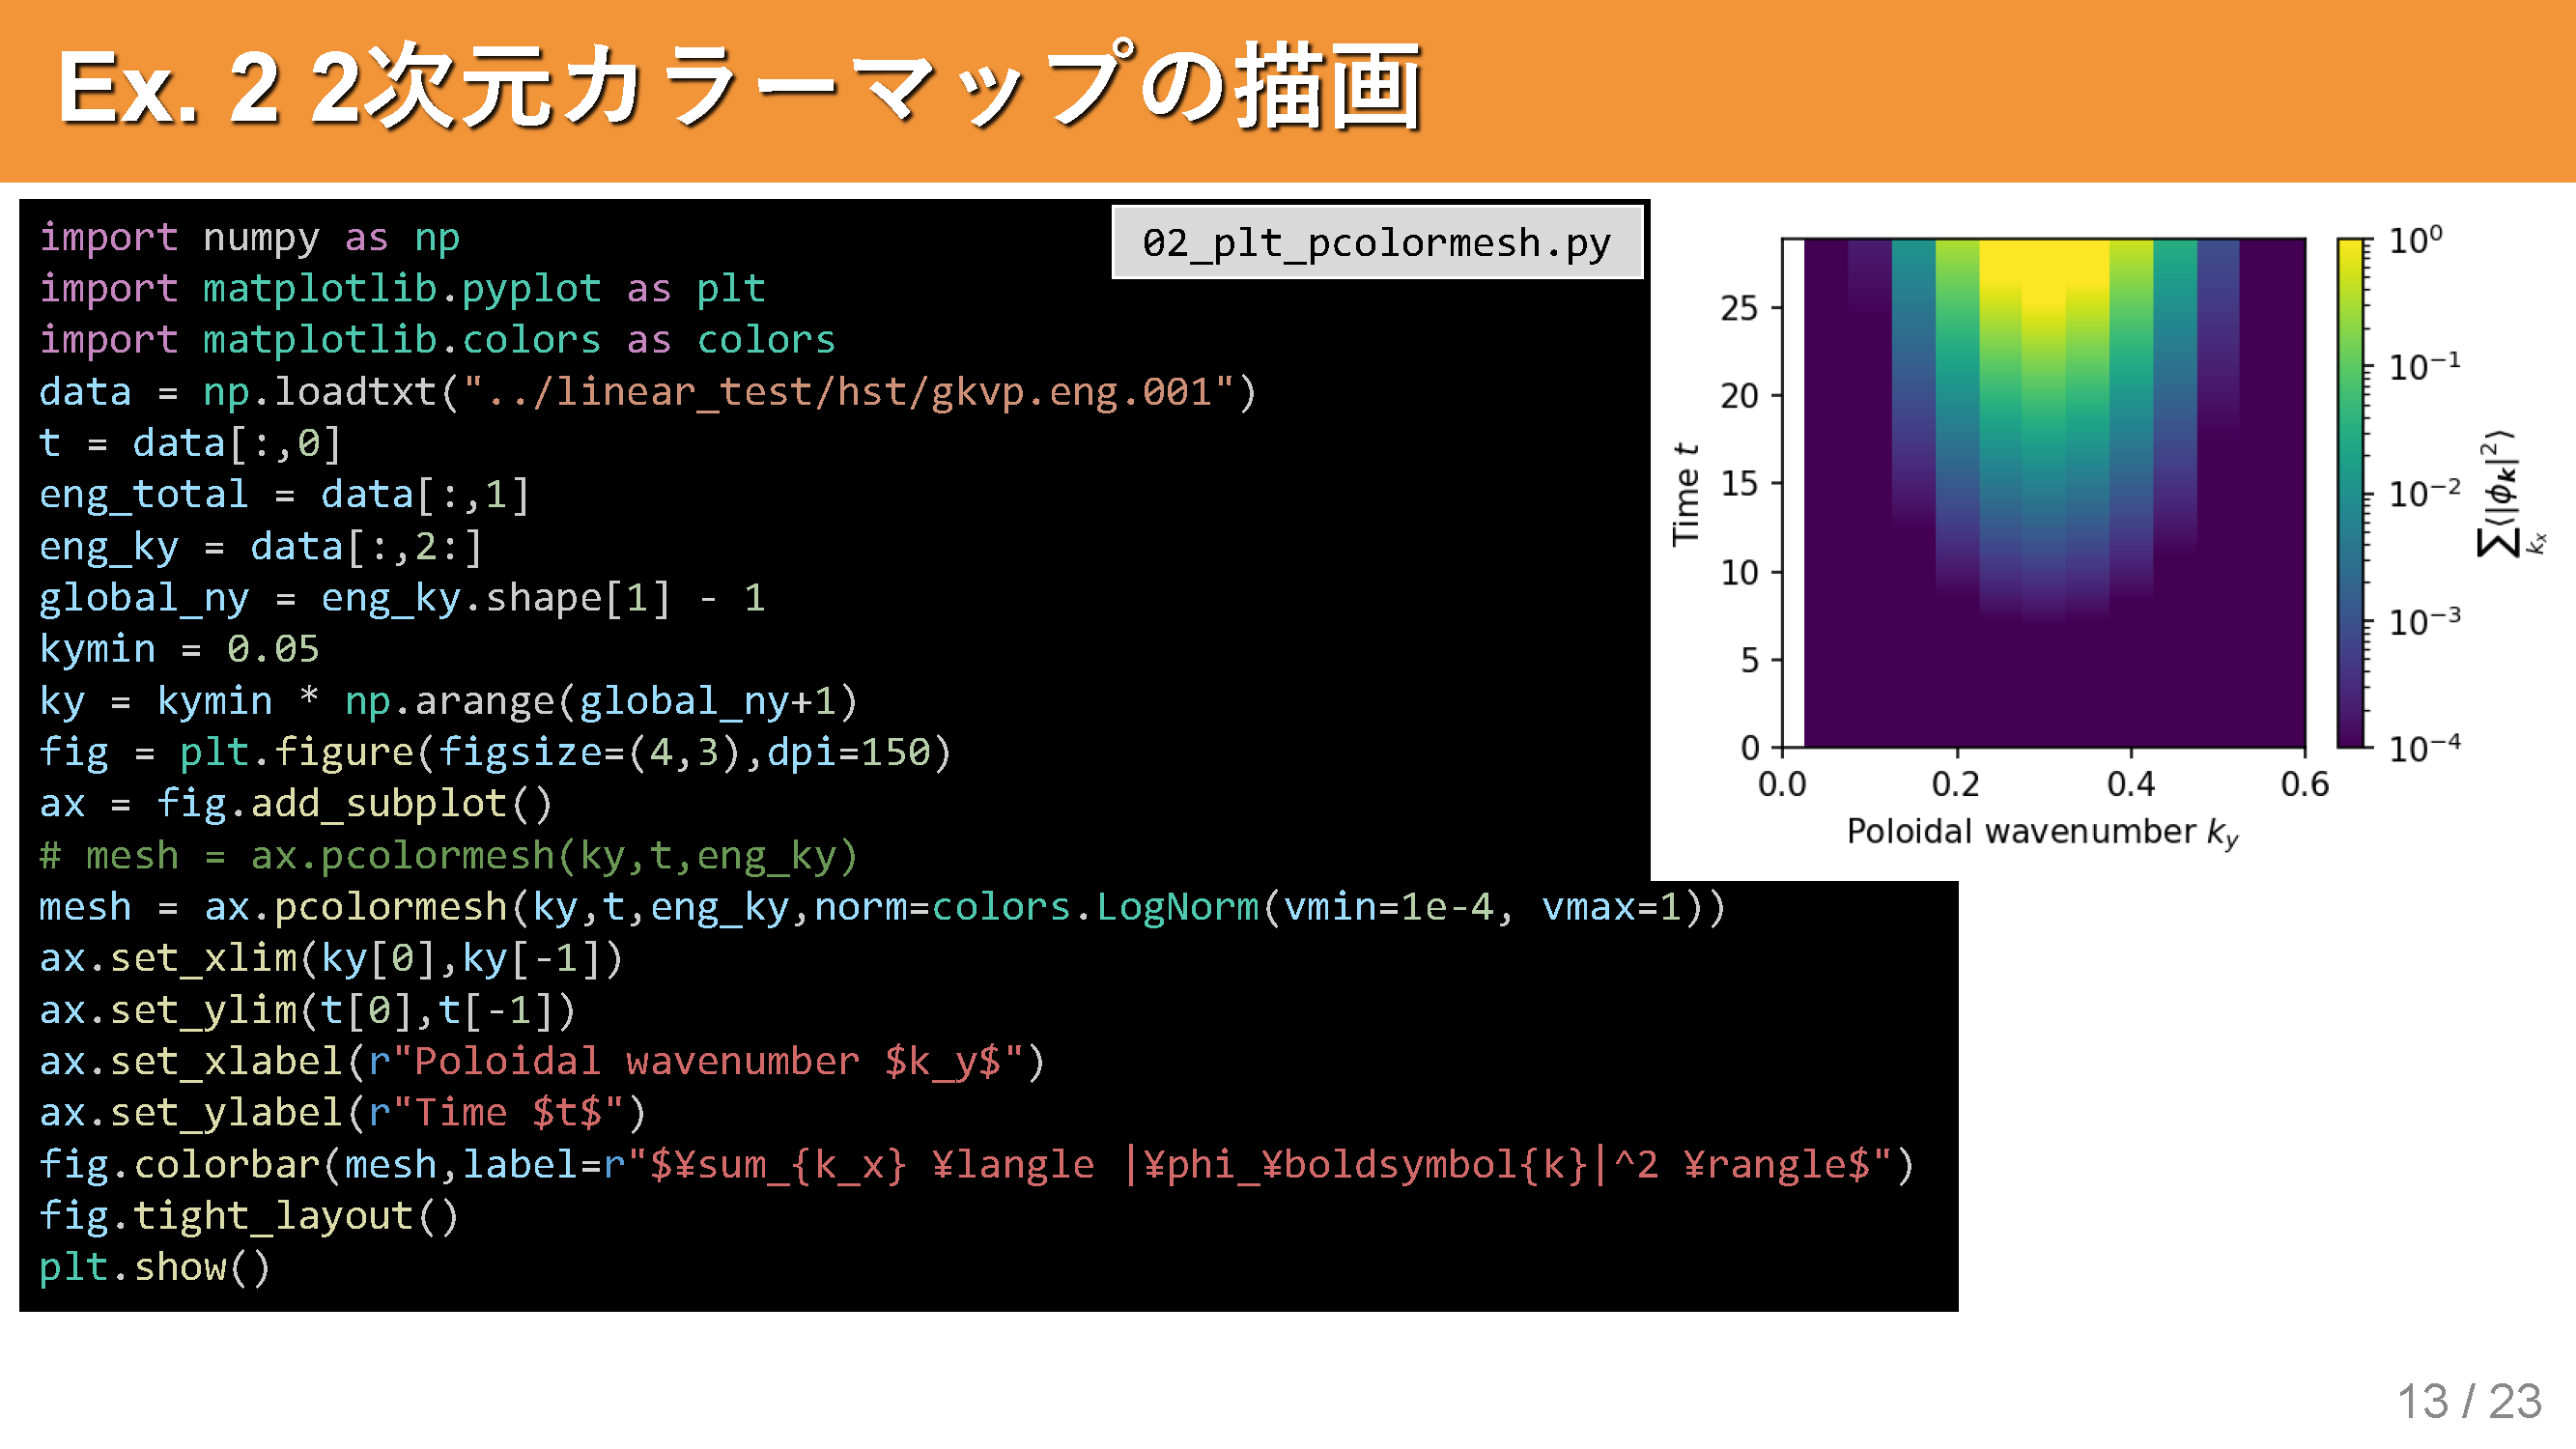 Ex. 2 2次元カラーマップの描画
02_plt_pcolormesh.py
import numpy as np
import matplotlib.pyplot as plt
import matplotlib.colors as colors
data = np.loadtxt("../linear_test/hst/gkvp.eng.001")
t = data[:,0]
eng_total = data[:,1]
eng_ky = data[:,2:]
global_ny = eng_ky.shape[1] - 1
kymin = 0.05
ky = kymin * np.arange(global_ny+1)
fig = plt.figure(figsize=(4,3),dpi=150)
ax = fig.add_subplot()
# mesh = ax.pcolormesh(ky,t,eng_ky)
mesh = ax.pcolormesh(ky,t,eng_ky,norm=colors.LogNorm(vmin=1e-4, vmax=1))
ax.set_xlim(ky[0],ky[-1])
ax.set_ylim(t[0],t[-1])
ax.set_xlabel(r"Poloidal wavenumber $k_y$")
ax.set_ylabel(r"Time $t$")
fig.colorbar(mesh,label=r"$¥sum_{k_x} ¥langle |¥phi_¥boldsymbol{k}|^2 ¥rangle$")
fig.tight_layout()
plt.show()
Time t
25
20
15
10
5
0
0.0 0.2 0.4 0.6
Poloidal wavenumber k_y
10⁰
10⁻¹
10⁻²
10⁻³
10⁻⁴
∑_{k_x}⟨|ϕ_𝒌|²⟩
13 / 23